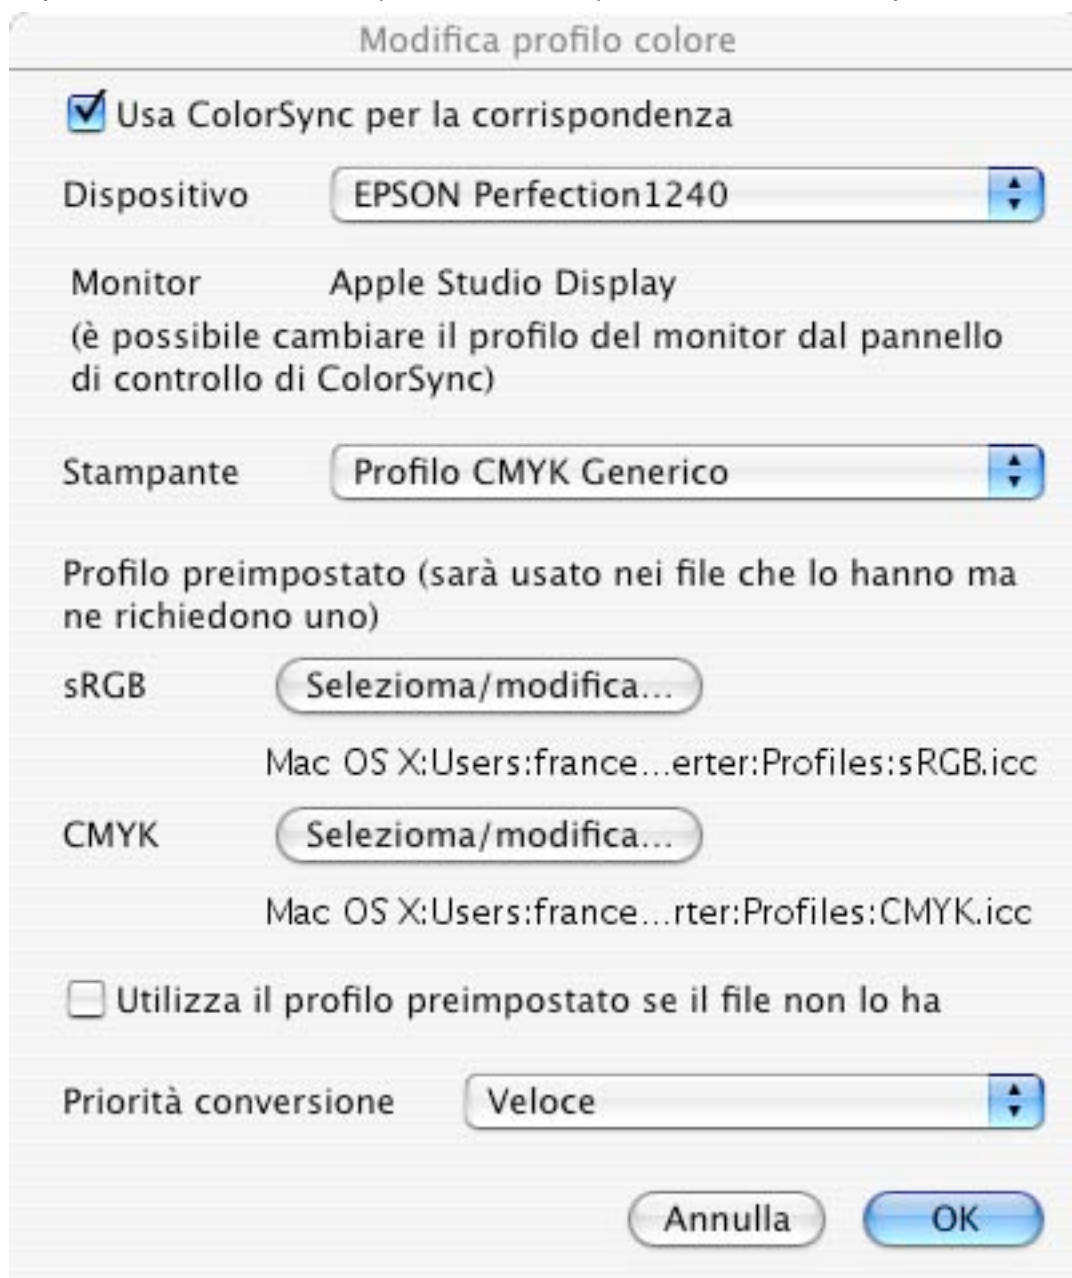 Modifica profilo colore
Usa ColorSync per la corrispondenza
Dispositivo EPSON Perfection1240
Monitor Apple Studio Display
(è possibile cambiare il profilo del monitor dal pannello
di controllo di ColorSync)
Stampante Profilo CMYK Generico
Profilo preimpostato (sarà usato nei file che lo hanno ma
ne richiedono uno)
sRGB Selezioma/modifica...
Mac OS X:Users:france...erter:Profiles:sRGB.icc
CMYK Selezioma/modifica...
Mac OS X:Users:france...rter:Profiles:CMYK.icc
Utilizza il profilo preimpostato se il file non lo ha
Priorità conversione Veloce
Annulla OK